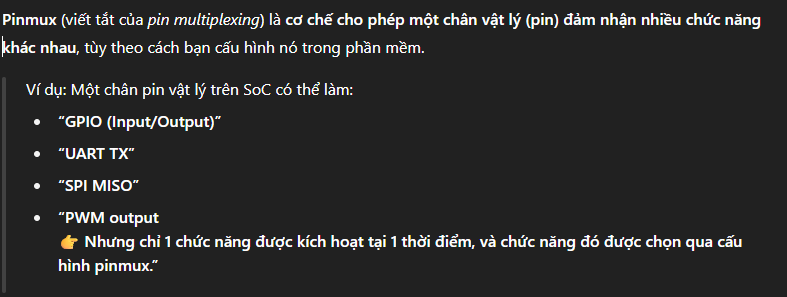 Pinmux (viết tắt của pin multiplexing) là cơ chế cho phép một chân vật lý (pin) đảm nhận nhiều chức năng
khác nhau, tùy theo cách bạn cấu hình nó trong phần mềm.
Ví dụ: Một chân pin vật lý trên SoC có thể làm:
• “GPIO (Input/Output)”
• “UART TX”
• “SPI MISO”
• “PWM output
👉 Nhưng chỉ 1 chức năng được kích hoạt tại 1 thời điểm, và chức năng đó được chọn qua cấu
hình pinmux.”